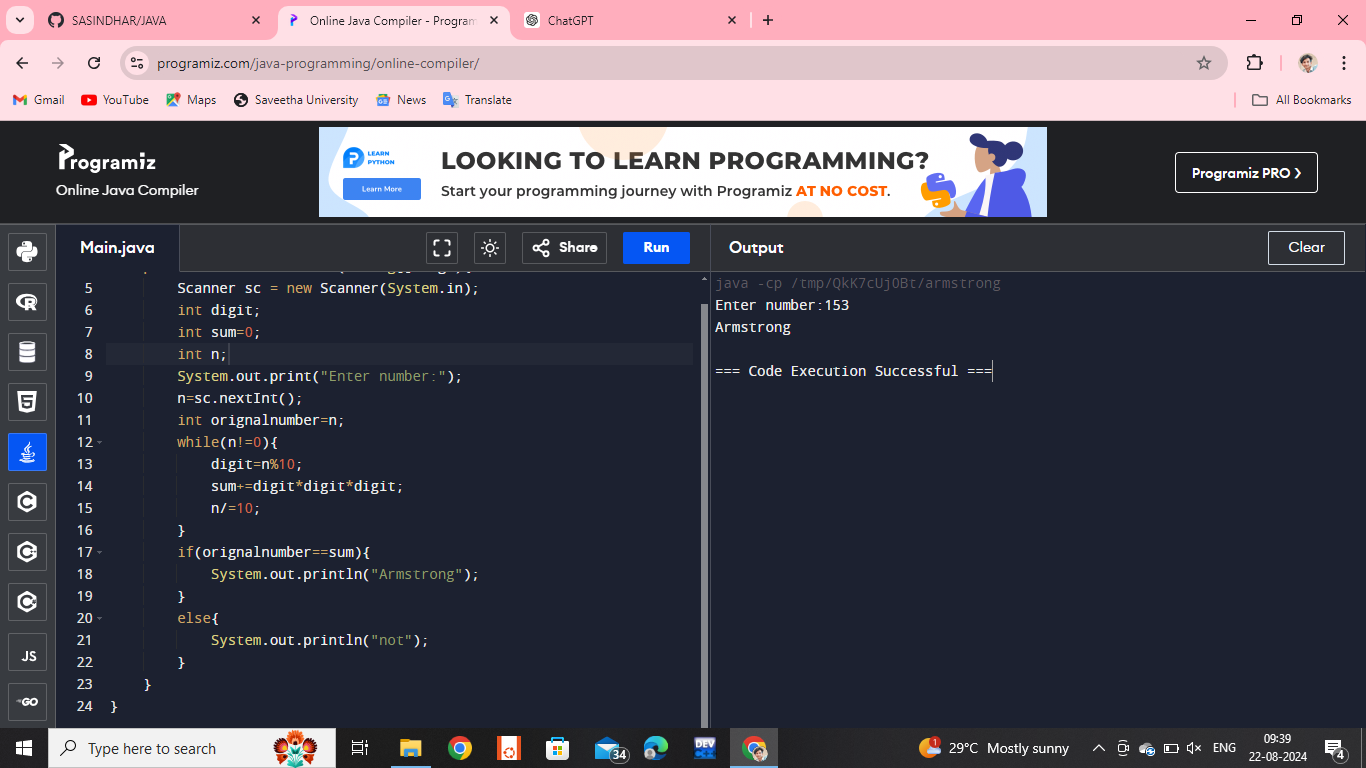 SASINDHAR/JAVA
Online Java Compiler - Program
ChatGPT
programiz.com/java-programming/online-compiler/
Gmail
YouTube
Maps
Saveetha University
News
Translate
All Bookmarks
Programiz
Online Java Compiler
LEARN
PYTHON
Learn More
LOOKING TO LEARN PROGRAMMING?
Start your programming journey with Programiz AT NO COST.
Programiz PRO ❯
Main.java
Share
Run
Output
Clear
5 Scanner sc = new Scanner(System.in);
6 int digit;
7 int sum=0;
8 int n;
9 System.out.print("Enter number:");
10 n=sc.nextInt();
11 int orignalnumber=n;
12 while(n!=0){
13 digit=n%10;
14 sum+=digit*digit*digit;
15 n/=10;
16 }
17 if(orignalnumber==sum){
18 System.out.println("Armstrong");
19 }
20 else{
21 System.out.println("not");
22 }
23 }
24 }
java -cp /tmp/QkK7cUjOBt/armstrong
Enter number:153
Armstrong
=== Code Execution Successful ===
JS
GO
Type here to search
34
DEV
1
29°C Mostly sunny
ENG
09:39
22-08-2024
4